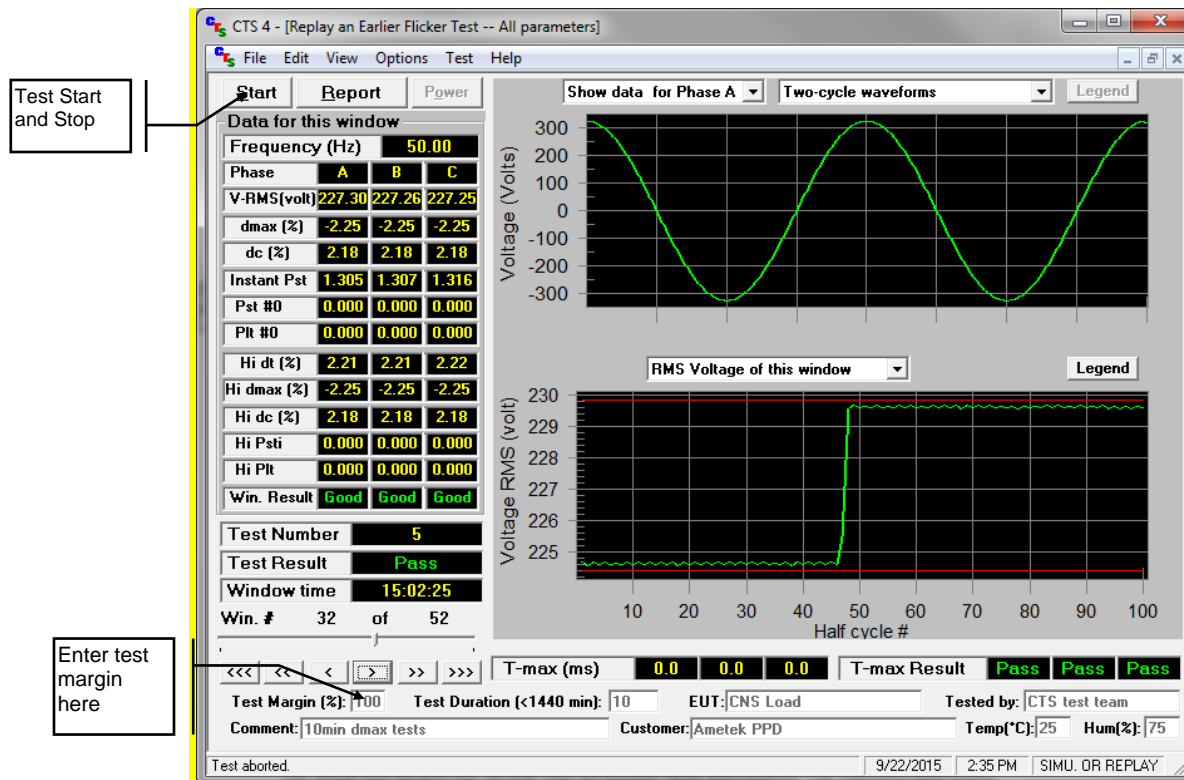 CTS 4 - [Replay an Earlier Flicker Test -- All parameters]
File Edit View Options Test Help
Test Start
and Stop
Start Report Power
Show data for Phase A Two-cycle waveforms Legend
Data for this window
Frequency (Hz) 50.00
Phase A B C
V-RMS(volt) 227.30 227.26 227.25
dmax (%) -2.25 -2.25 -2.25
dc (%) 2.18 2.18 2.18
Instant Pst 1.305 1.307 1.316
Pst #0 0.000 0.000 0.000
Plt #0 0.000 0.000 0.000
Hi dt (%) 2.21 2.21 2.22
Hi dmax (%) -2.25 -2.25 -2.25
Hi dc (%) 2.18 2.18 2.18
Hi Psti 0.000 0.000 0.000
Hi Plt 0.000 0.000 0.000
Win. Result Good Good Good
Voltage (Volts)
300
200
100
0
-100
-200
-300
RMS Voltage of this window Legend
Voltage RMS (volt)
230
229
228
227
226
225
10 20 30 40 50 60 70 80 90 100
Half cycle #
Test Number 5
Test Result Pass
Window time 15:02:25
Win. # 32 of 52
Enter test
margin
here
<<< << < > >> >>>
T-max (ms) 0.0 0.0 0.0 T-max Result Pass Pass Pass
Test Margin (%): 100 Test Duration (<1440 min): 10 EUT: CNS Load Tested by: CTS test team
Comment: 10min dmax tests Customer: Ametek PPD Temp(°C): 25 Hum(%): 75
Test aborted. 9/22/2015 2:35 PM SIMU. OR REPLAY